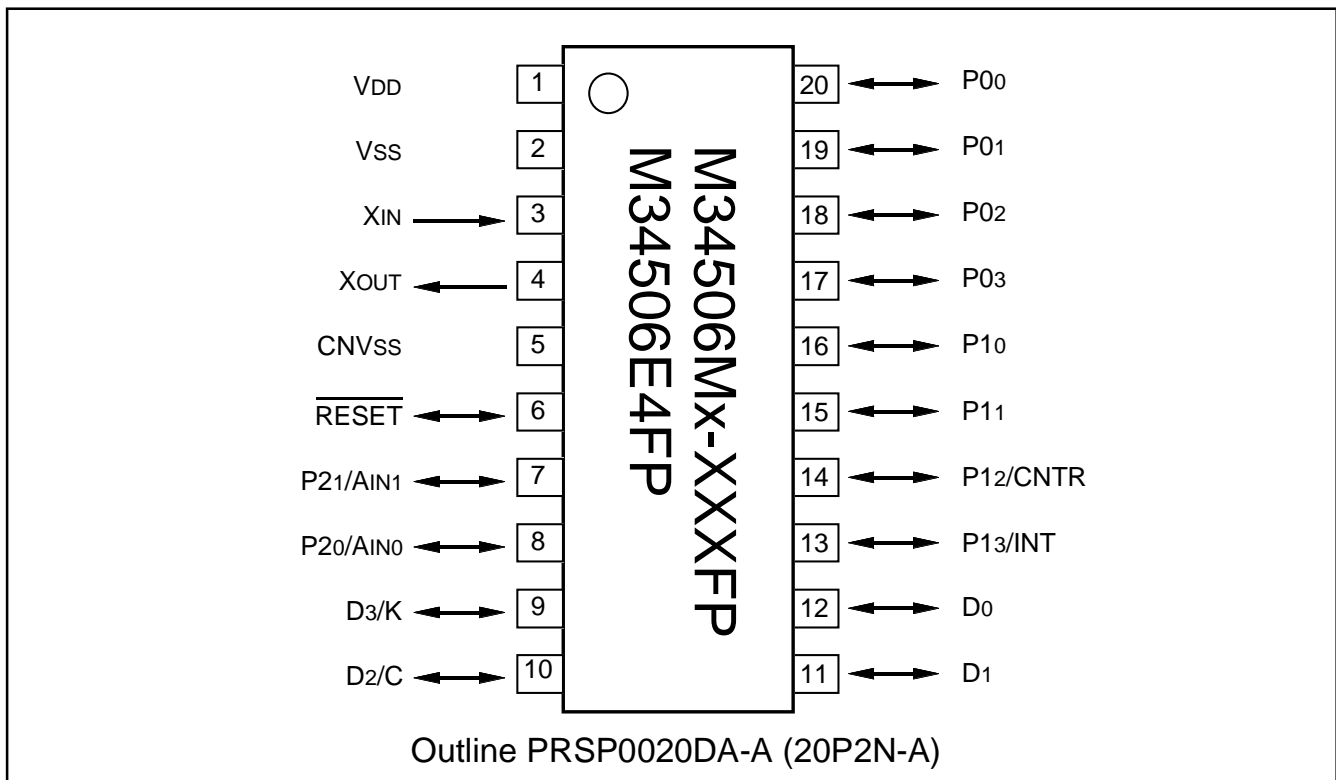 VDD 1 20 P00
VSS 2 19 P01
XIN 3 18 P02
XOUT 4 17 P03
CNVSS 5 16 P10
RESET 6 15 P11
P21/AIN1 7 14 P12/CNTR
P20/AIN0 8 13 P13/INT
D3/K 9 12 D0
D2/C 10 11 D1
M34506Mx-XXXFP
M34506E4FP
Outline PRSP0020DA-A (20P2N-A)